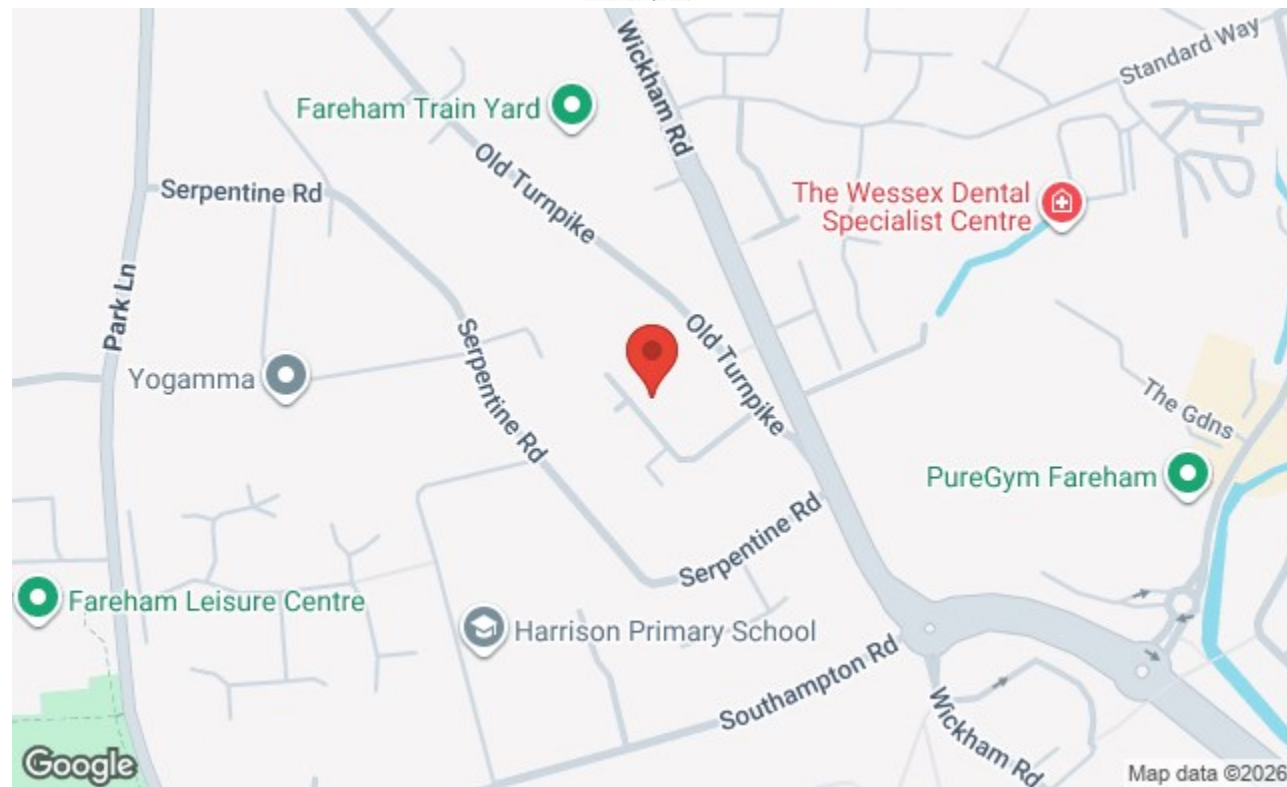 Standard Way
Wickham Rd
Fareham Train Yard
Old Turnpike
Serpentine Rd
The Wessex Dental
Specialist Centre
Park Ln
Old Turnpike
Serpentine Rd
Yogamma
The Gdns
PureGym Fareham
Serpentine Rd
Fareham Leisure Centre
Harrison Primary School
Southampton Rd
Wickham Rd
Google
Map data ©2026